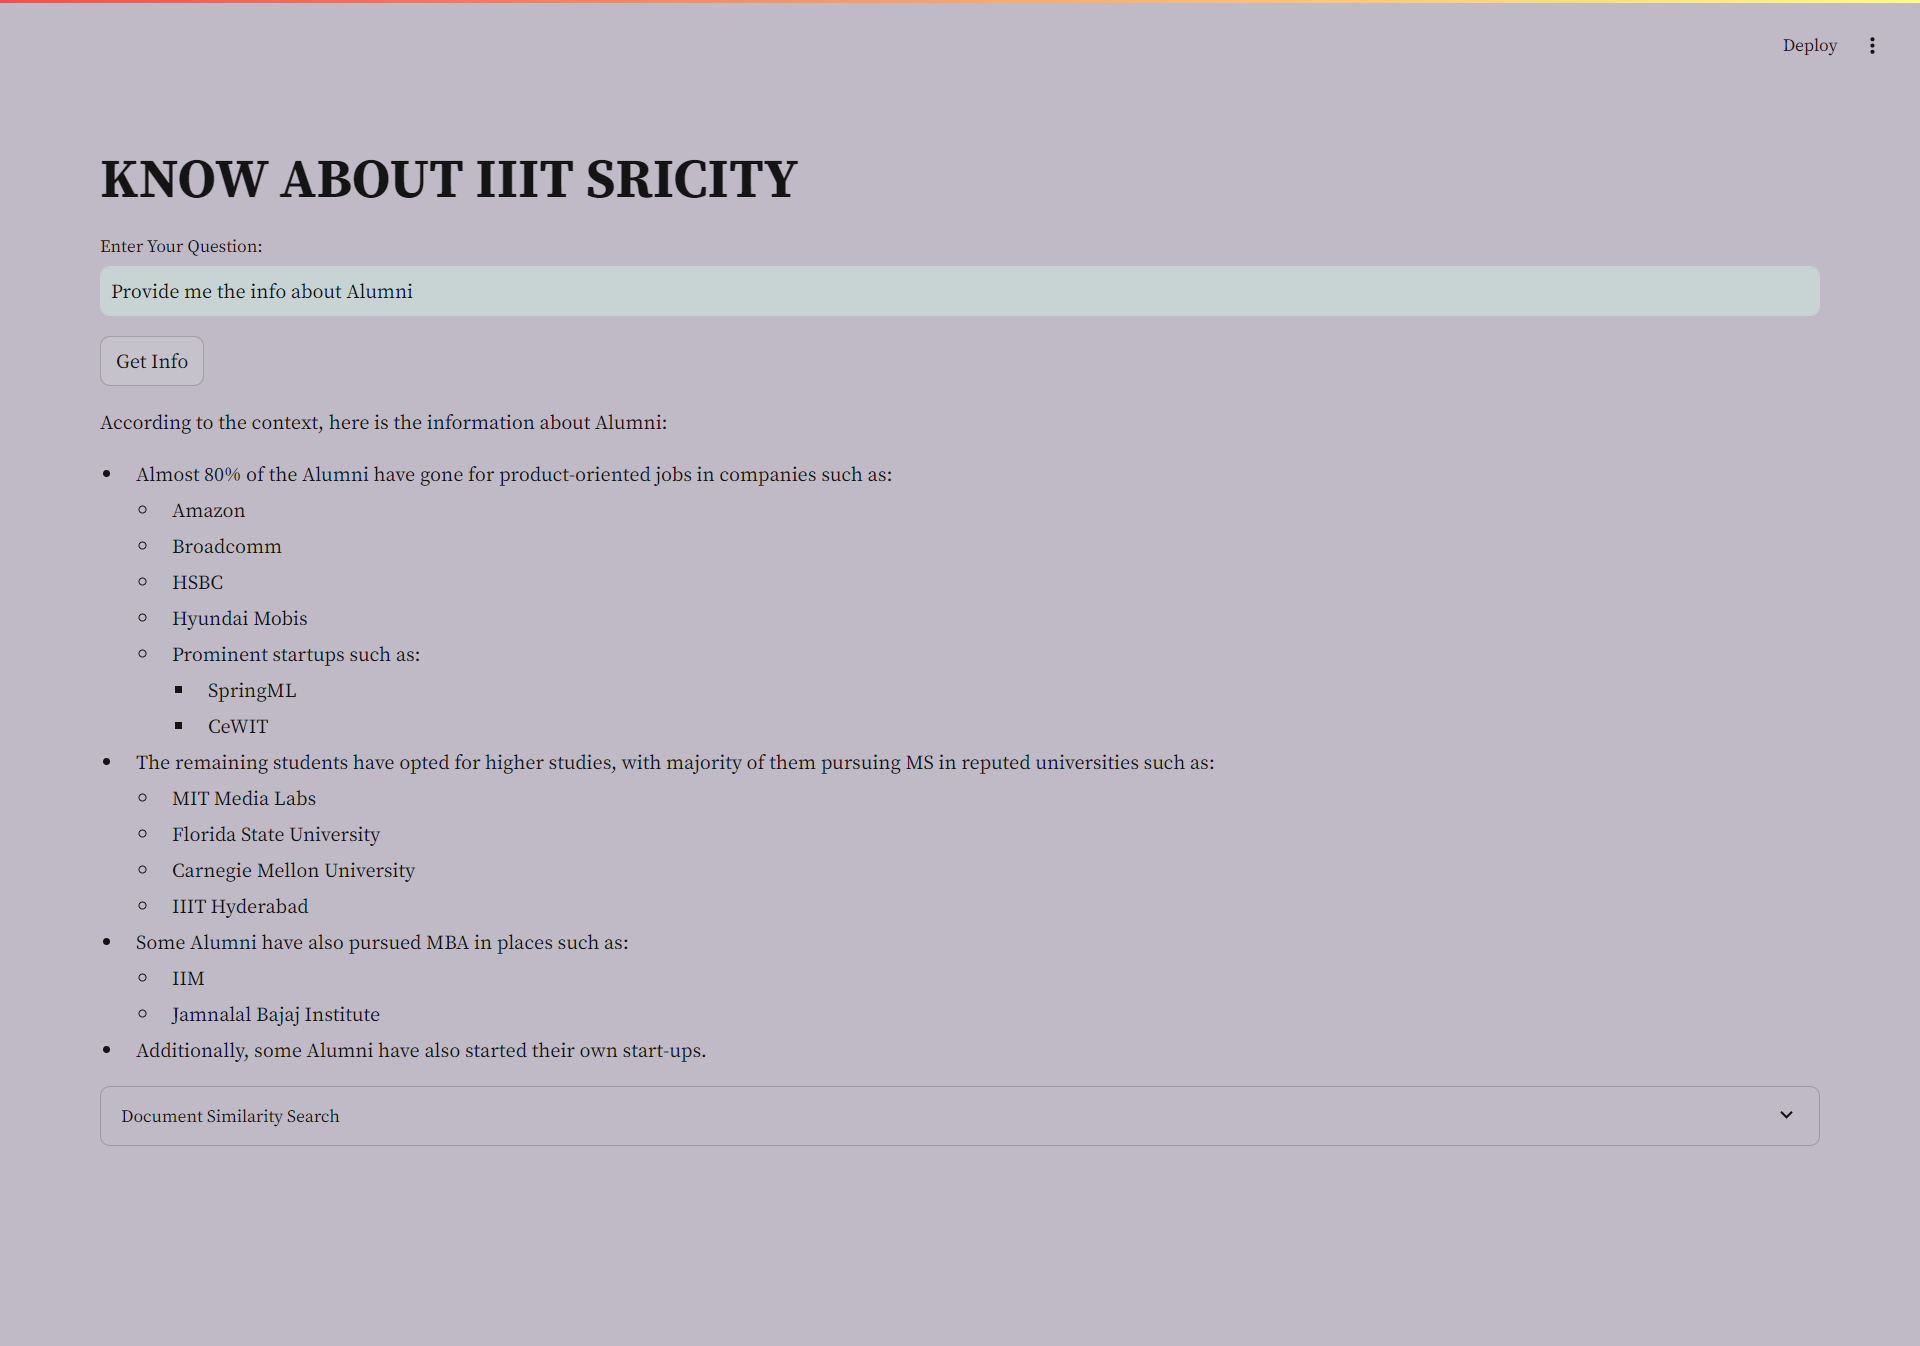 Deploy
KNOW ABOUT IIIT SRICITY
Enter Your Question:
Provide me the info about Alumni
Get Info
According to the context, here is the information about Alumni:
Almost 80% of the Alumni have gone for product-oriented jobs in companies such as:
Amazon
Broadcomm
HSBC
Hyundai Mobis
Prominent startups such as:
SpringML
CeWIT
The remaining students have opted for higher studies, with majority of them pursuing MS in reputed universities such as:
MIT Media Labs
Florida State University
Carnegie Mellon University
IIIT Hyderabad
Some Alumni have also pursued MBA in places such as:
IIM
Jamnalal Bajaj Institute
Additionally, some Alumni have also started their own start-ups.
Document Similarity Search